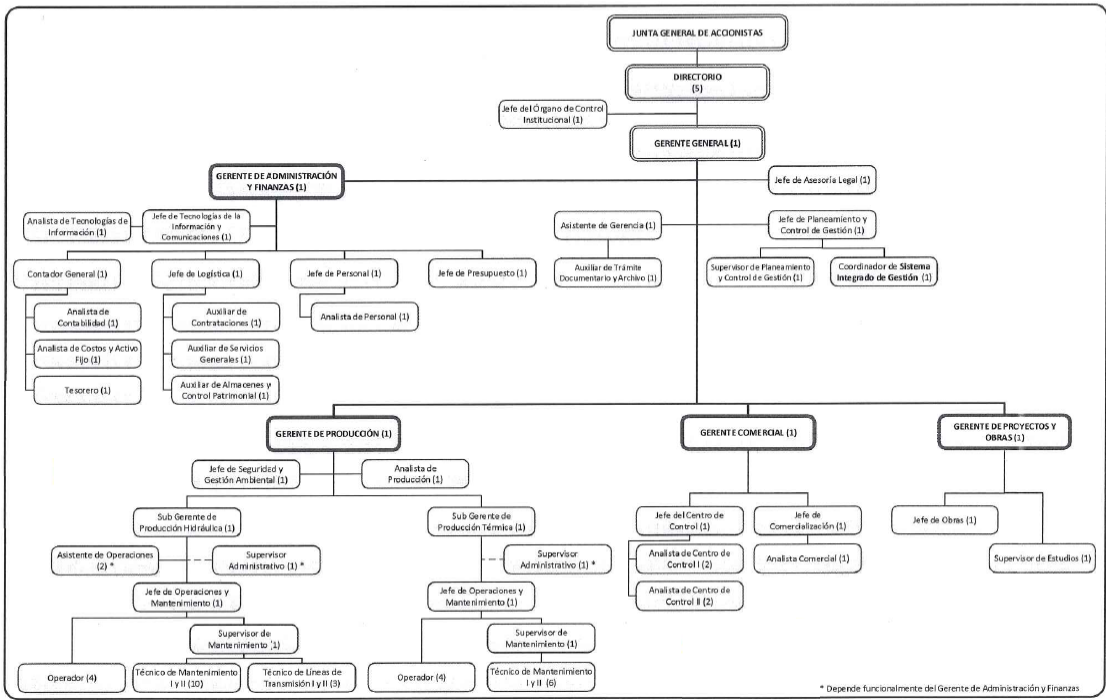 JUNTA GENERAL DE ACCIONISTAS
DIRECTORIO
(5)
Jefe del Órgano de Control
Institucional (1)
GERENTE GENERAL (1)
GERENTE DE ADMINISTRACIÓN
Y FINANZAS (1)
Jefe de Asesoría Legal (1)
Analista de Tecnologías de
Información (1)
Jefe de Tecnologías de la
Información y
Comunicaciones (1)
Asistente de Gerencia (1)
Jefe de Planeamiento y
Control de Gestión (1)
Contador General (1)
Jefe de Logística (1)
Jefe de Personal (1)
Jefe de Presupuesto (1)
Auxiliar de Trámite
Documentario y Archivo (1)
Supervisor de Planeamiento
y Control de Gestión (1)
Coordinador de Sistema
Integrado de Gestión (1)
Analista de
Contabilidad (1)
Auxiliar de
Contrataciones (1)
Analista de Personal (1)
Analista de Costos y Activo
Fijo (1)
Auxiliar de Servicios
Generales (1)
Tesorero (1)
Auxiliar de Almacenes y
Control Patrimonial (1)
GERENTE DE PRODUCCIÓN (1)
GERENTE COMERCIAL (1)
GERENTE DE PROYECTOS Y
OBRAS (1)
Jefe de Seguridad y
Gestión Ambiental (1)
Analista de
Producción (1)
Sub Gerente de
Producción Hidráulica (1)
Sub Gerente de
Producción Térmica (1)
Jefe del Centro de
Control (1)
Jefe de
Comercialización (1)
Jefe de Obras (1)
Asistente de Operaciones
(2) *
Supervisor
Administrativo (1) *
Supervisor
Administrativo (1) *
Analista de Centro de
Control I (2)
Analista Comercial (1)
Supervisor de Estudios (1)
Jefe de Operaciones y
Mantenimiento (1)
Jefe de Operaciones y
Mantenimiento (1)
Analista de Centro de
Control II (2)
Supervisor de
Mantenimiento (1)
Supervisor de
Mantenimiento (1)
Operador (4)
Técnico de Mantenimiento
I y II (10)
Técnico de Líneas de
Transmisión I y II (3)
Operador (4)
Técnico de Mantenimiento
I y II (6)
* Depende funcionalmente del Gerente de Administración y Finanzas